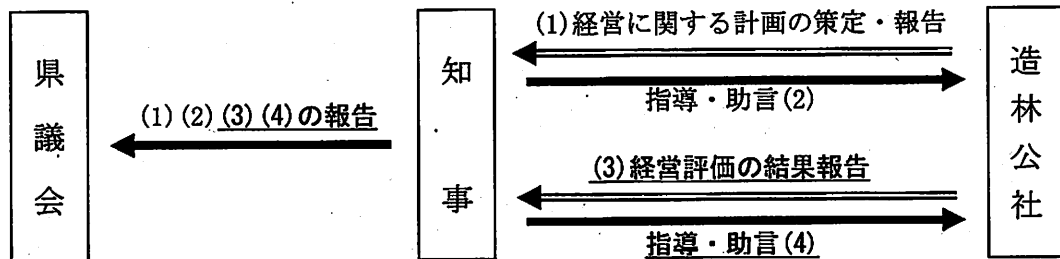 県議会
(1)(2)(3)(4)の報告
知事
(1)経営に関する計画の策定・報告
指導・助言(2)
(3)経営評価の結果報告
指導・助言(4)
造林公社